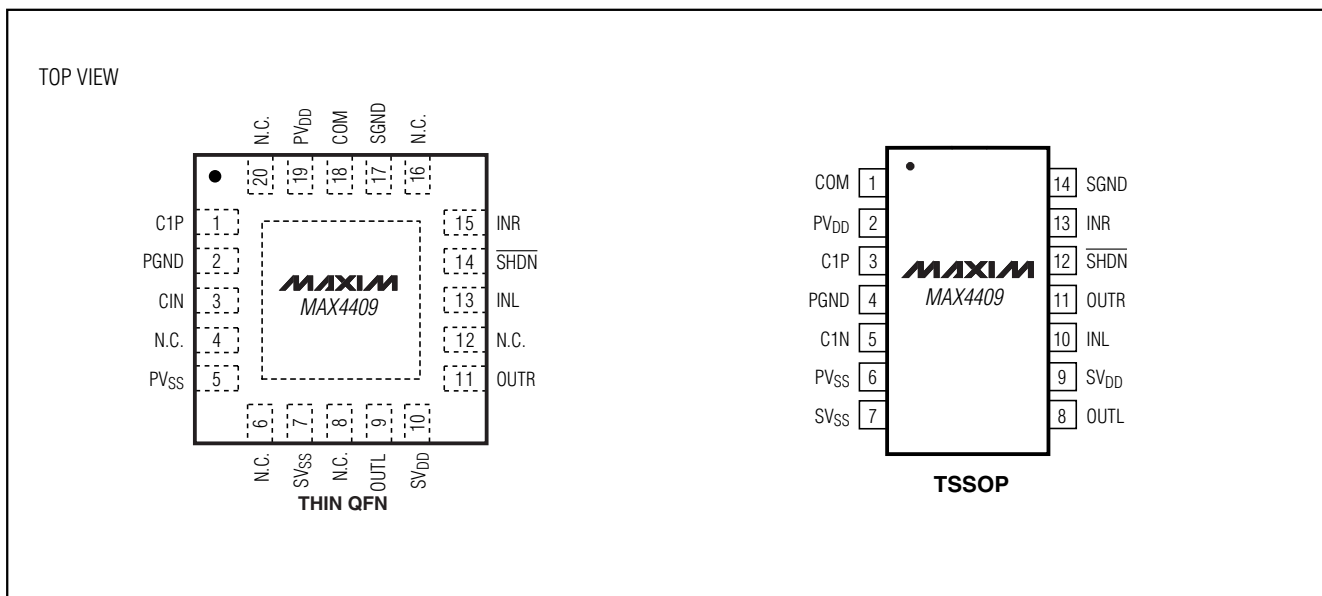 TOP VIEW
N.C.
PVDD
COM
SGND
N.C.
20
19
18
17
16
C1P 1
PGND 2
CIN 3
N.C. 4
PVSS 5
15 INR
14 SHDN
13 INL
12 N.C.
11 OUTR
MAXIM
MAX4409
6
7
8
9
10
N.C.
SVSS
N.C.
OUTL
SVDD
THIN QFN
COM 1
PVDD 2
C1P 3
PGND 4
C1N 5
PVSS 6
SVSS 7
MAXIM
MAX4409
14 SGND
13 INR
12 SHDN
11 OUTR
10 INL
9 SVDD
8 OUTL
TSSOP